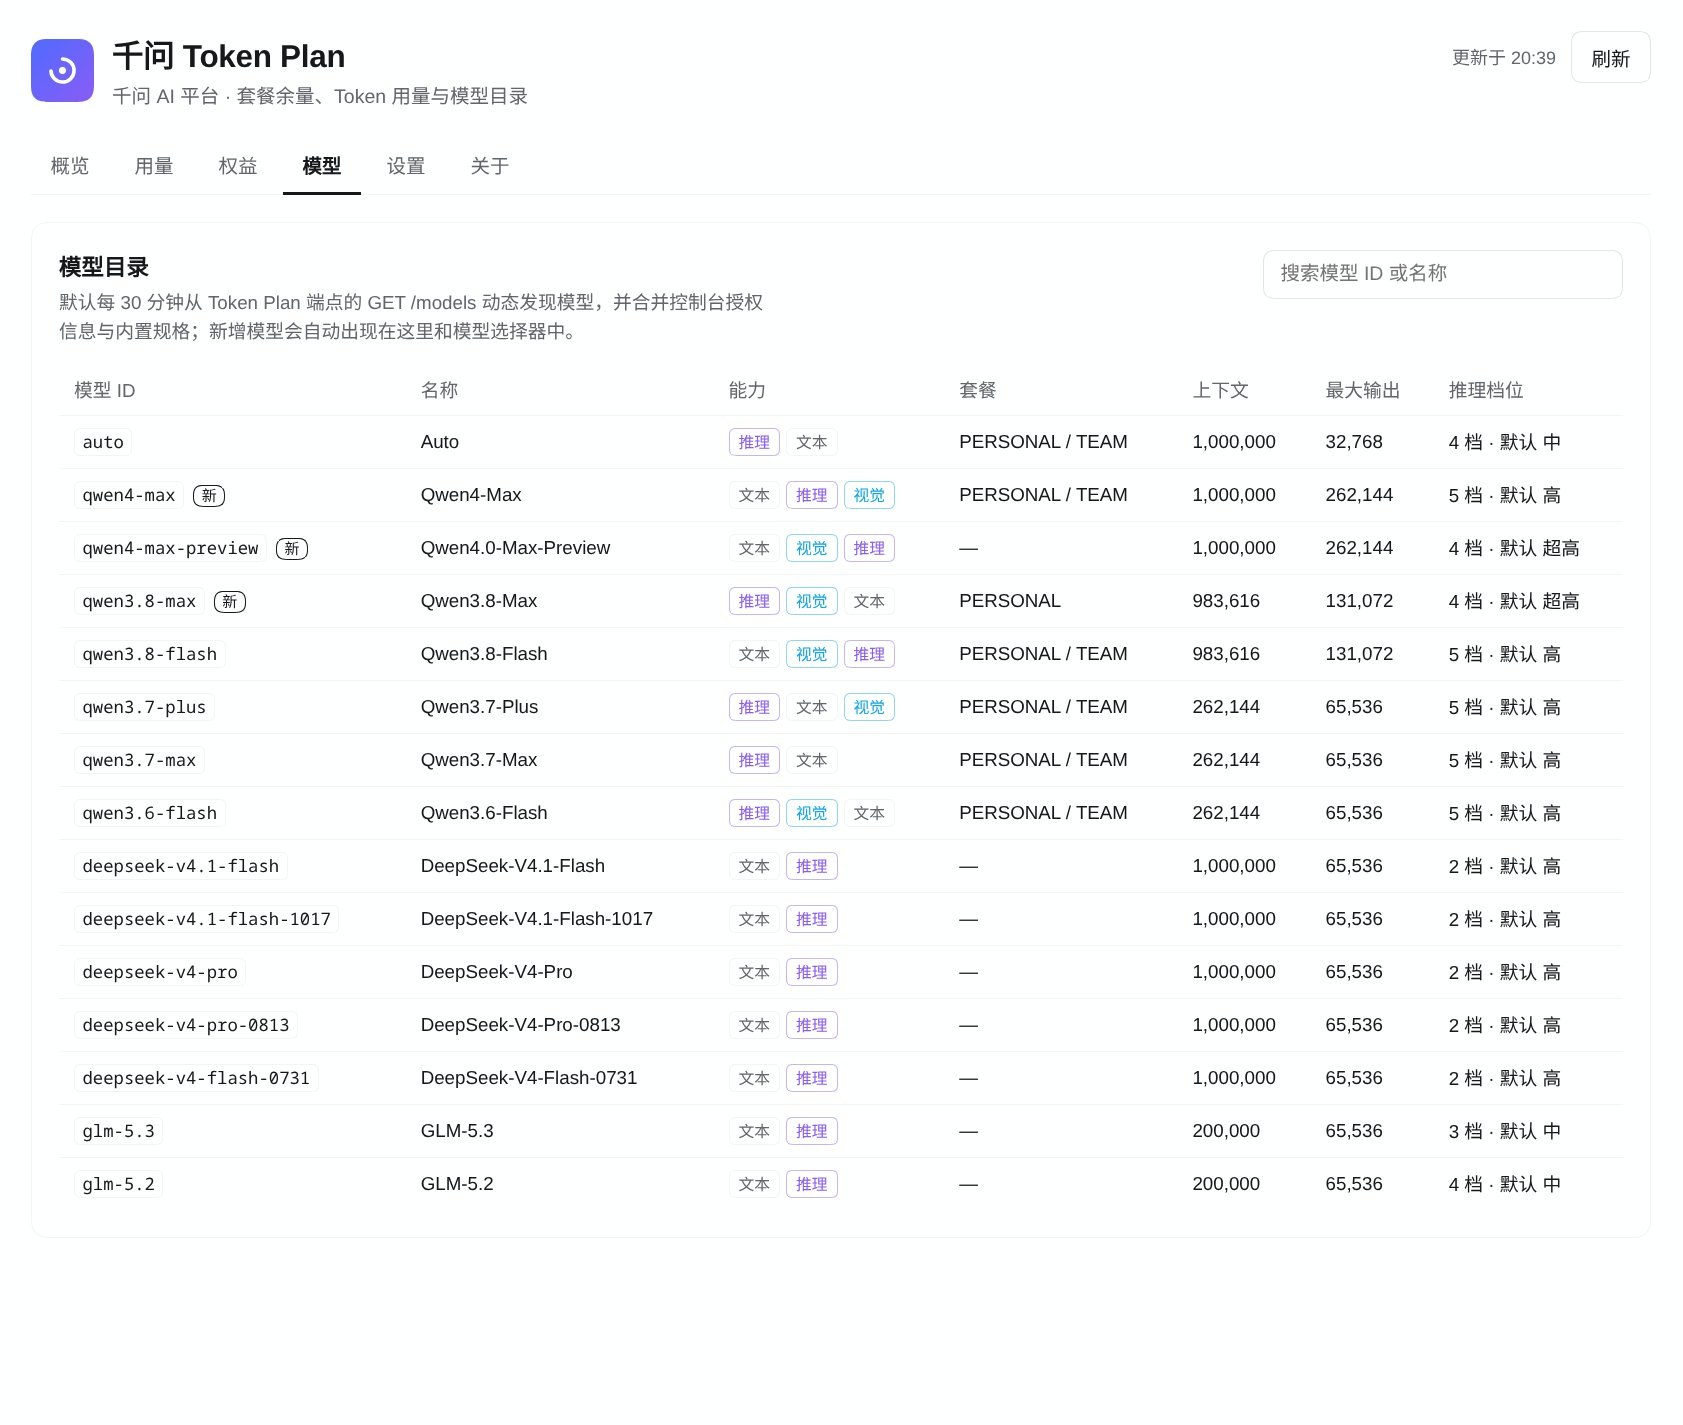 千问 Token Plan
千问 AI 平台 · 套餐余量、Token 用量与模型目录
更新于 20:39 刷新
概览 用量 权益 模型 设置 关于
模型目录
搜索模型 ID 或名称
默认每 30 分钟从 Token Plan 端点的 GET /models 动态发现模型，并合并控制台授权
信息与内置规格；新增模型会自动出现在这里和模型选择器中。
模型 ID 名称 能力 套餐 上下文 最大输出 推理档位
auto Auto 推理 文本 PERSONAL / TEAM 1,000,000 32,768 4 档 · 默认 中
qwen4-max 新 Qwen4-Max 文本 推理 视觉 PERSONAL / TEAM 1,000,000 262,144 5 档 · 默认 高
qwen4-max-preview 新 Qwen4.0-Max-Preview 文本 视觉 推理 — 1,000,000 262,144 4 档 · 默认 超高
qwen3.8-max 新 Qwen3.8-Max 推理 视觉 文本 PERSONAL 983,616 131,072 4 档 · 默认 超高
qwen3.8-flash Qwen3.8-Flash 文本 视觉 推理 PERSONAL / TEAM 983,616 131,072 5 档 · 默认 高
qwen3.7-plus Qwen3.7-Plus 推理 文本 视觉 PERSONAL / TEAM 262,144 65,536 5 档 · 默认 高
qwen3.7-max Qwen3.7-Max 推理 文本 PERSONAL / TEAM 262,144 65,536 5 档 · 默认 高
qwen3.6-flash Qwen3.6-Flash 推理 视觉 文本 PERSONAL / TEAM 262,144 65,536 5 档 · 默认 高
deepseek-v4.1-flash DeepSeek-V4.1-Flash 文本 推理 — 1,000,000 65,536 2 档 · 默认 高
deepseek-v4.1-flash-1017 DeepSeek-V4.1-Flash-1017 文本 推理 — 1,000,000 65,536 2 档 · 默认 高
deepseek-v4-pro DeepSeek-V4-Pro 文本 推理 — 1,000,000 65,536 2 档 · 默认 高
deepseek-v4-pro-0813 DeepSeek-V4-Pro-0813 文本 推理 — 1,000,000 65,536 2 档 · 默认 高
deepseek-v4-flash-0731 DeepSeek-V4-Flash-0731 文本 推理 — 1,000,000 65,536 2 档 · 默认 高
glm-5.3 GLM-5.3 文本 推理 — 200,000 65,536 3 档 · 默认 中
glm-5.2 GLM-5.2 文本 推理 — 200,000 65,536 4 档 · 默认 中